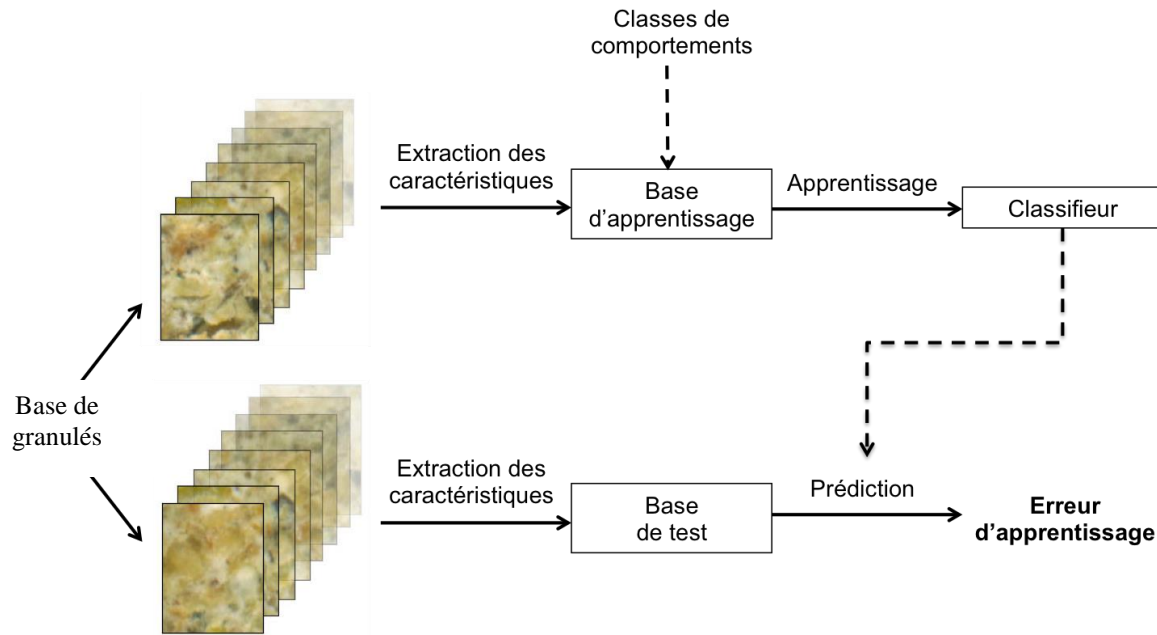 Classes de
comportements
Extraction des
caractéristiques
Base
d'apprentissage
Apprentissage
Classifieur
Base de
granulés
Extraction des
caractéristiques
Base
de test
Prédiction
Erreur
d'apprentissage